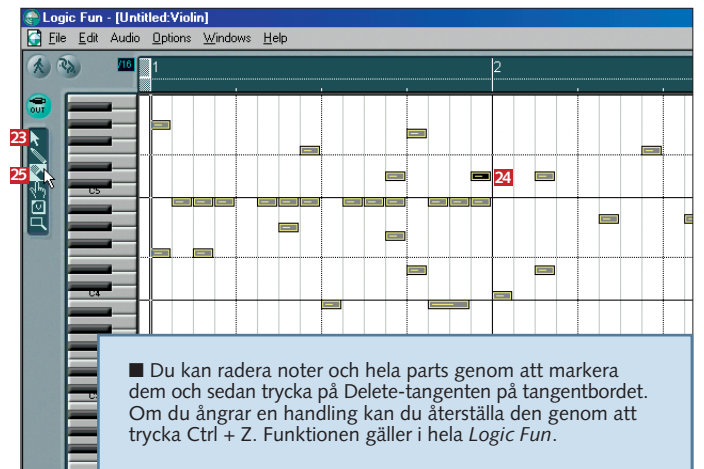 Logic Fun - [Untitled:Violin]
File Edit Audio Options Windows Help
/16 1 2
OUT
23
25
24
C5
C4
■ Du kan radera noter och hela parts genom att markera
dem och sedan trycka på Delete-tangenten på tangentbordet.
Om du ångrar en handling kan du återställa den genom att
trycka Ctrl + Z. Funktionen gäller i hela Logic Fun.